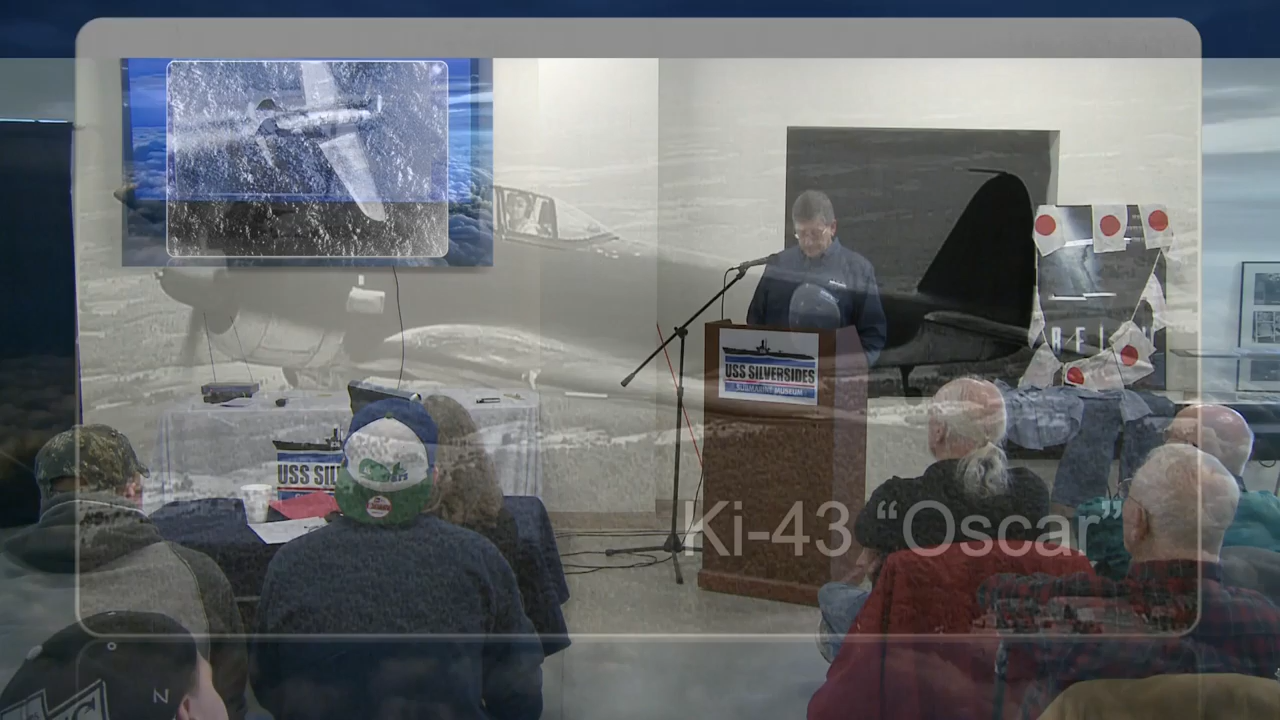 USS SILVERSIDES
SUBMARINE MUSEUM
USS SIL
Ki-43 “Oscar”
N